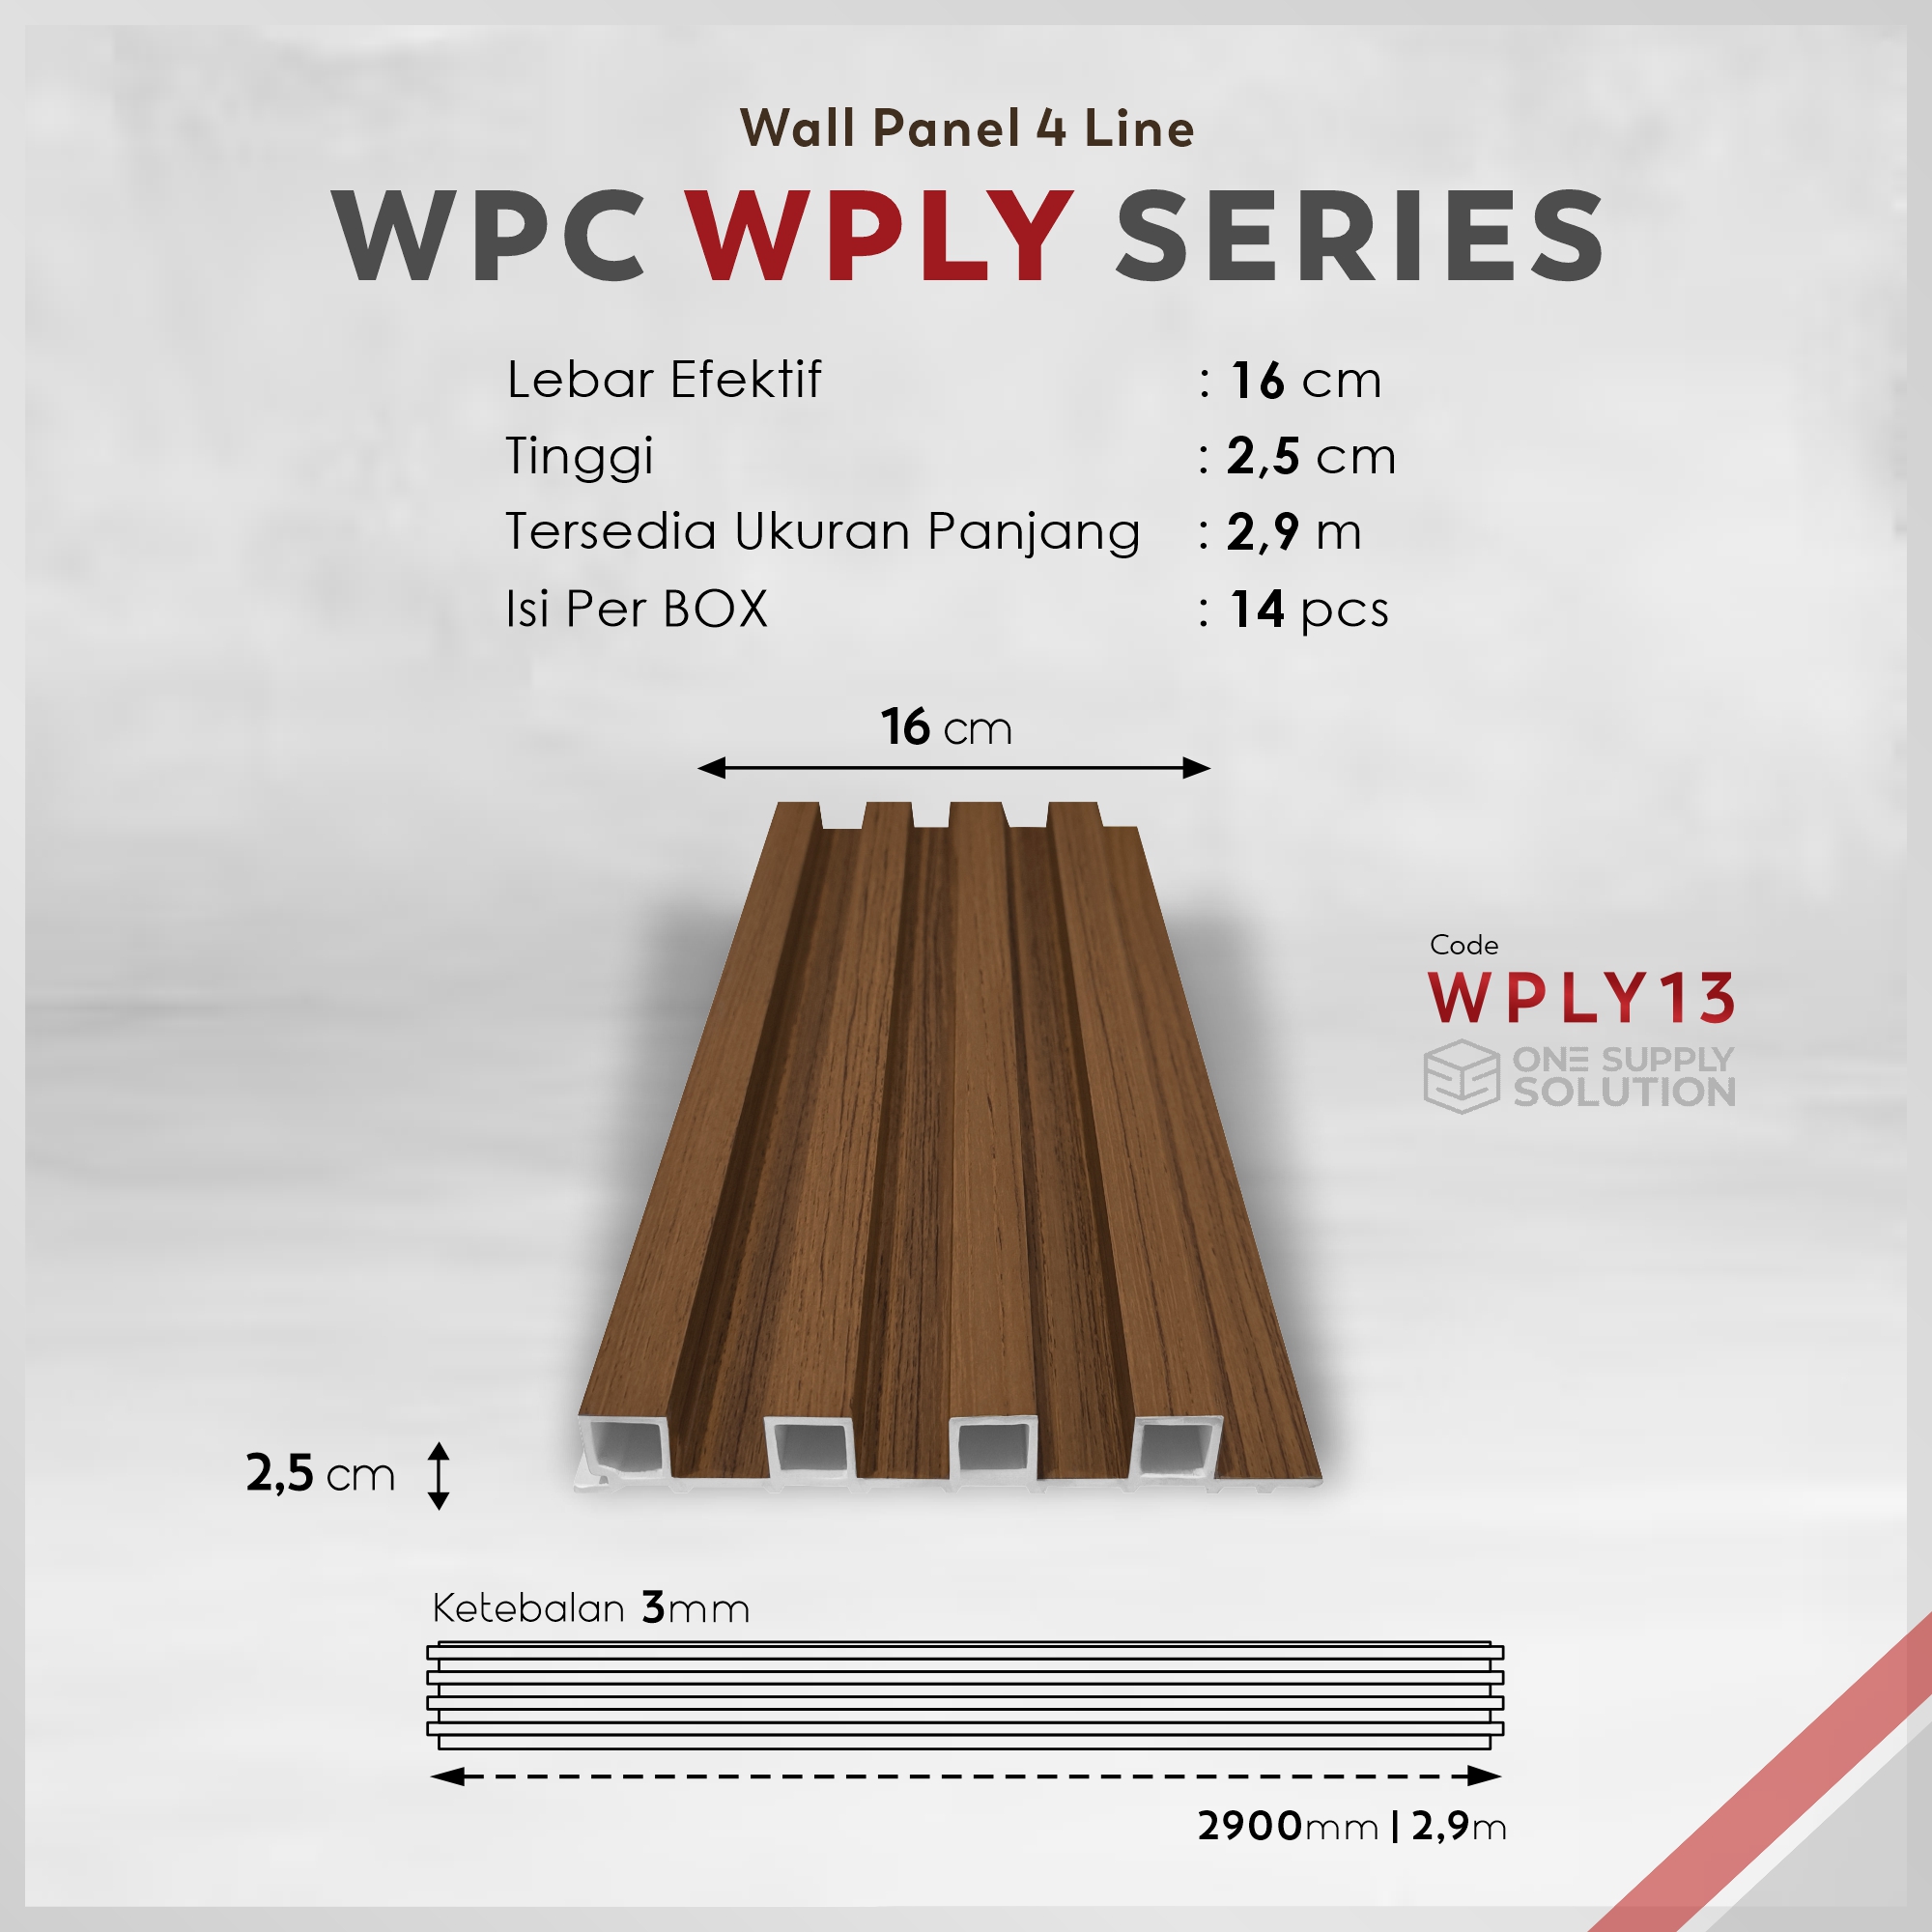 Wall Panel 4 Line
WPC WPLY SERIES
Lebar Efektif : 16 cm
Tinggi : 2,5 cm
Tersedia Ukuran Panjang : 2,9 m
Isi Per BOX : 14 pcs
16 cm
Code
WPLY13
ONE SUPPLY
SOLUTION
2,5 cm
Ketebalan 3mm
2900mm | 2,9m